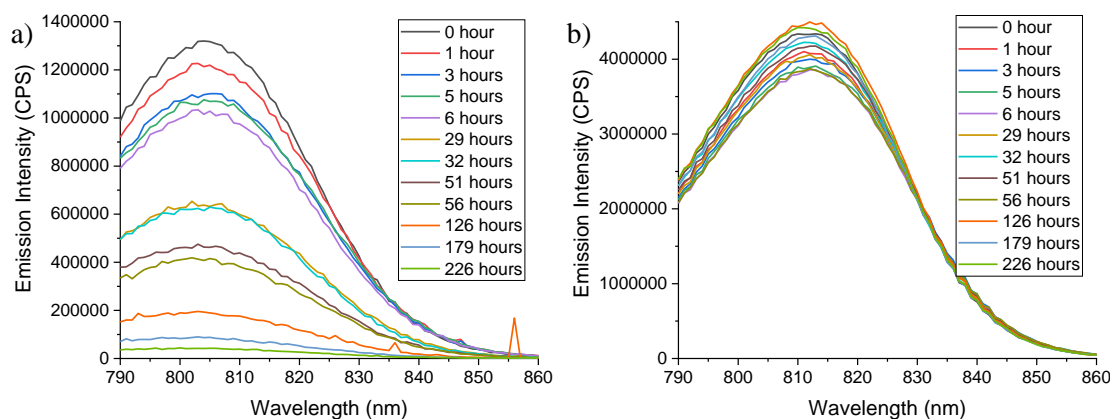 a)
Emission Intensity (CPS)
1400000
1200000
1000000
800000
600000
400000
200000
0
790 800 810 820 830 840 850 860
Wavelength (nm)
0 hour
1 hour
3 hours
5 hours
6 hours
29 hours
32 hours
51 hours
56 hours
126 hours
179 hours
226 hours
b)
Emission Intensity (CPS)
4000000
3000000
2000000
1000000
0
790 800 810 820 830 840 850 860
Wavelength (nm)
0 hour
1 hour
3 hours
5 hours
6 hours
29 hours
32 hours
51 hours
56 hours
126 hours
179 hours
226 hours